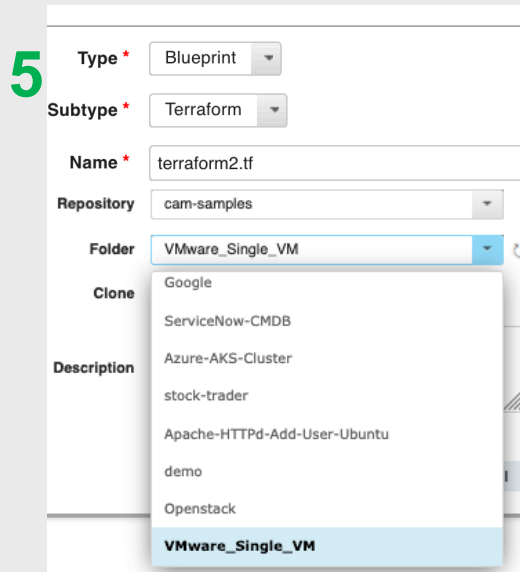 5
Type * Blueprint
Subtype * Terraform
Name * terraform2.tf
Repository cam-samples
Folder VMware_Single_VM
Clone
Google
ServiceNow-CMDB
Azure-AKS-Cluster
Description
stock-trader
Apache-HTTPd-Add-User-Ubuntu
demo
Openstack
VMware_Single_VM